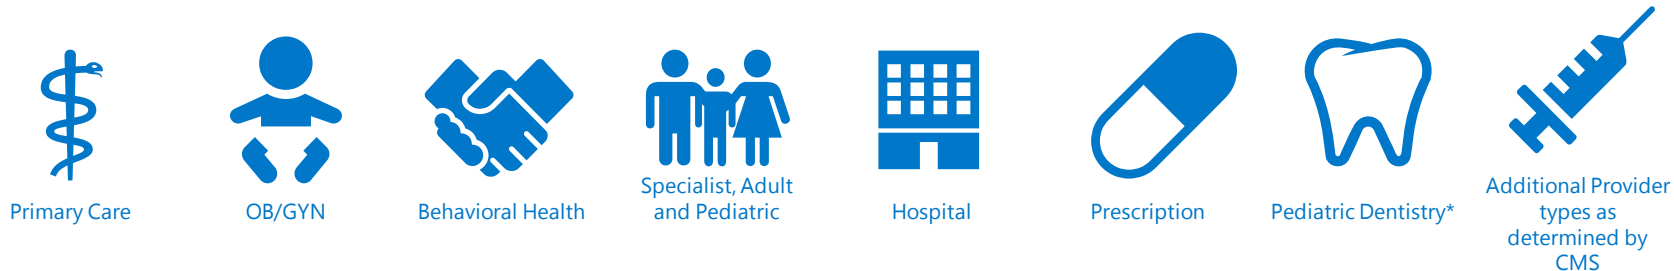 Primary Care
OB/GYN
Behavioral Health
Specialist, Adult
and Pediatric
Hospital
Prescription
Pediatric Dentistry*
Additional Provider
types as
determined by
CMS